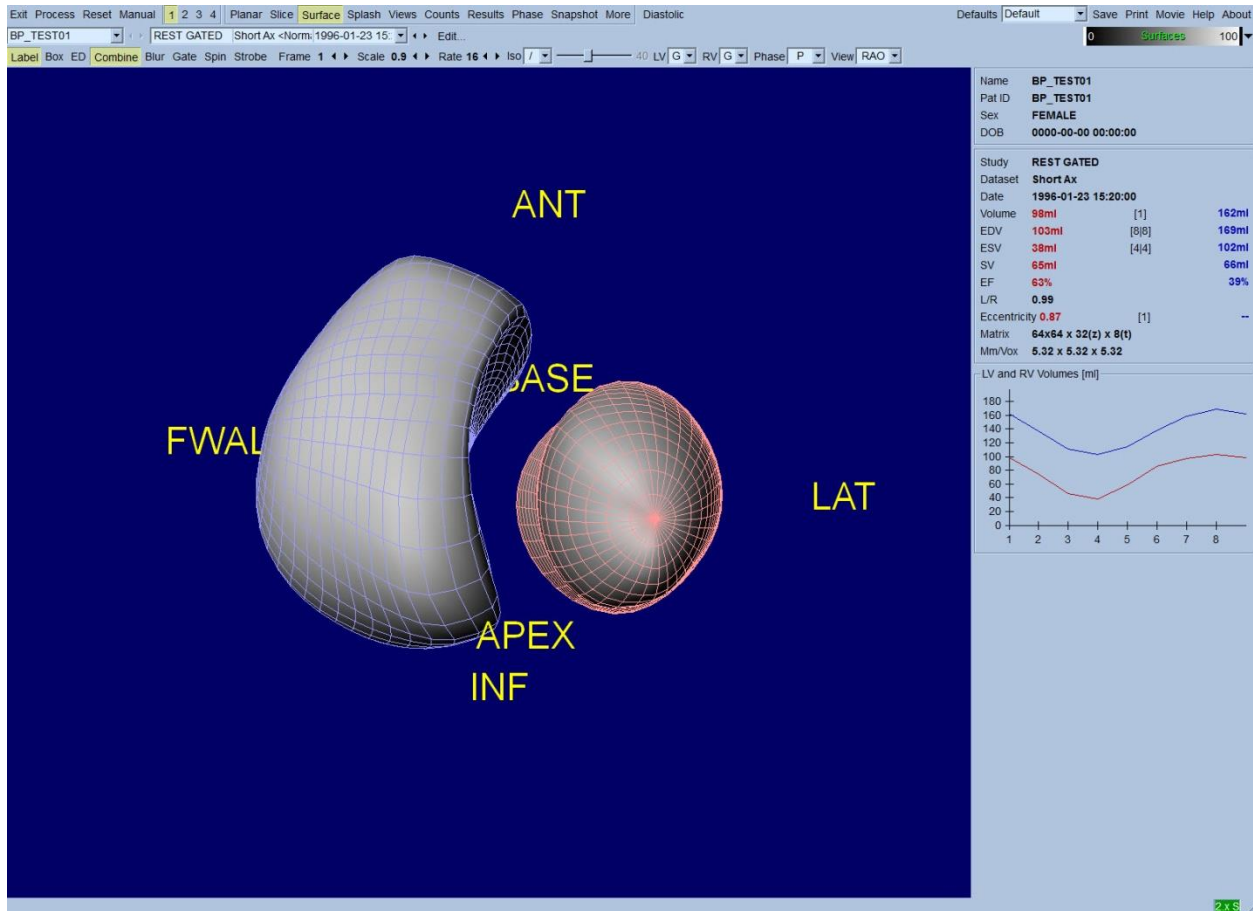 Exit Process Reset Manual 1 2 3 4 Planar Slice Surface Splash Views Counts Results Phase Snapshot More Diastolic Defaults Default Save Print Movie Help About
BP_TEST01 REST GATED Short Ax <Norm: 1996-01-23 15: Edit... 0 Surfaces 100
Label Box ED Combine Blur Gate Spin Strobe Frame 1 Scale 0.9 Rate 16 Iso / 40 LV G RV G Phase P View RAO
ANT
BASE
FWAL
LAT
APEX
INF
Name BP_TEST01
Pat ID BP_TEST01
Sex FEMALE
DOB 0000-00-00 00:00:00
Study REST GATED
Dataset Short Ax
Date 1996-01-23 15:20:00
Volume 98ml [1] 162ml
EDV 103ml [8|8] 169ml
ESV 38ml [4|4] 102ml
SV 65ml 66ml
EF 63% 39%
L/R 0.99
Eccentricity 0.87 [1] --
Matrix 64x64 x 32(z) x 8(t)
Mm/Vox 5.32 x 5.32 x 5.32
LV and RV Volumes [ml]
180
160
140
120
100
80
60
40
20
0
1 2 3 4 5 6 7 8
2 x S